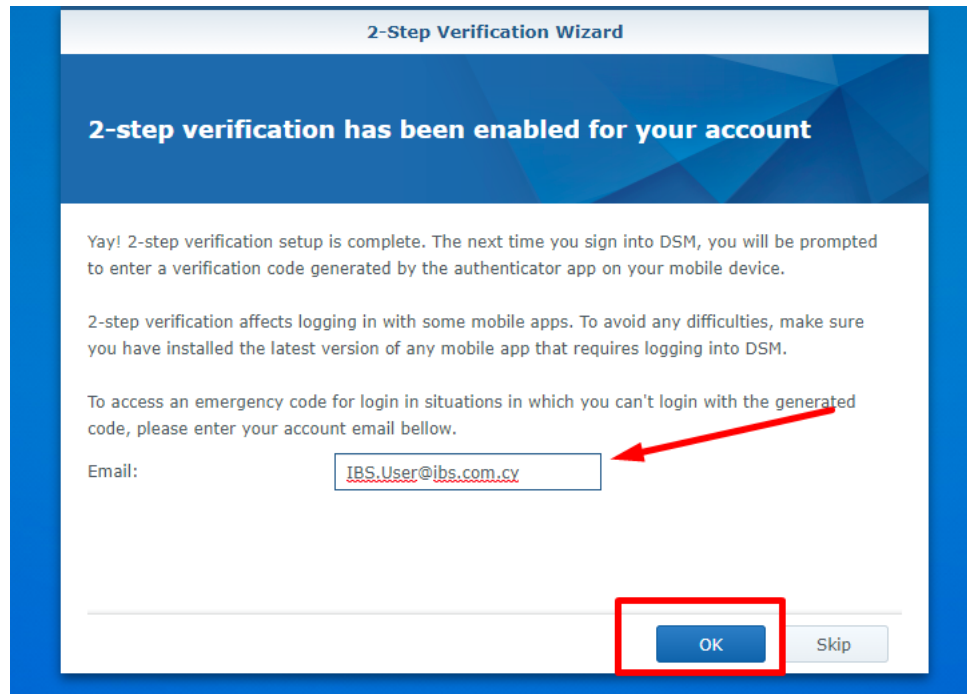 2-Step Verification Wizard
2-step verification has been enabled for your account
Yay! 2-step verification setup is complete. The next time you sign into DSM, you will be prompted
to enter a verification code generated by the authenticator app on your mobile device.
2-step verification affects logging in with some mobile apps. To avoid any difficulties, make sure
you have installed the latest version of any mobile app that requires logging into DSM.
To access an emergency code for login in situations in which you can't login with the generated
code, please enter your account email bellow.
Email: IBS.User@ibs.com.cy
OK Skip